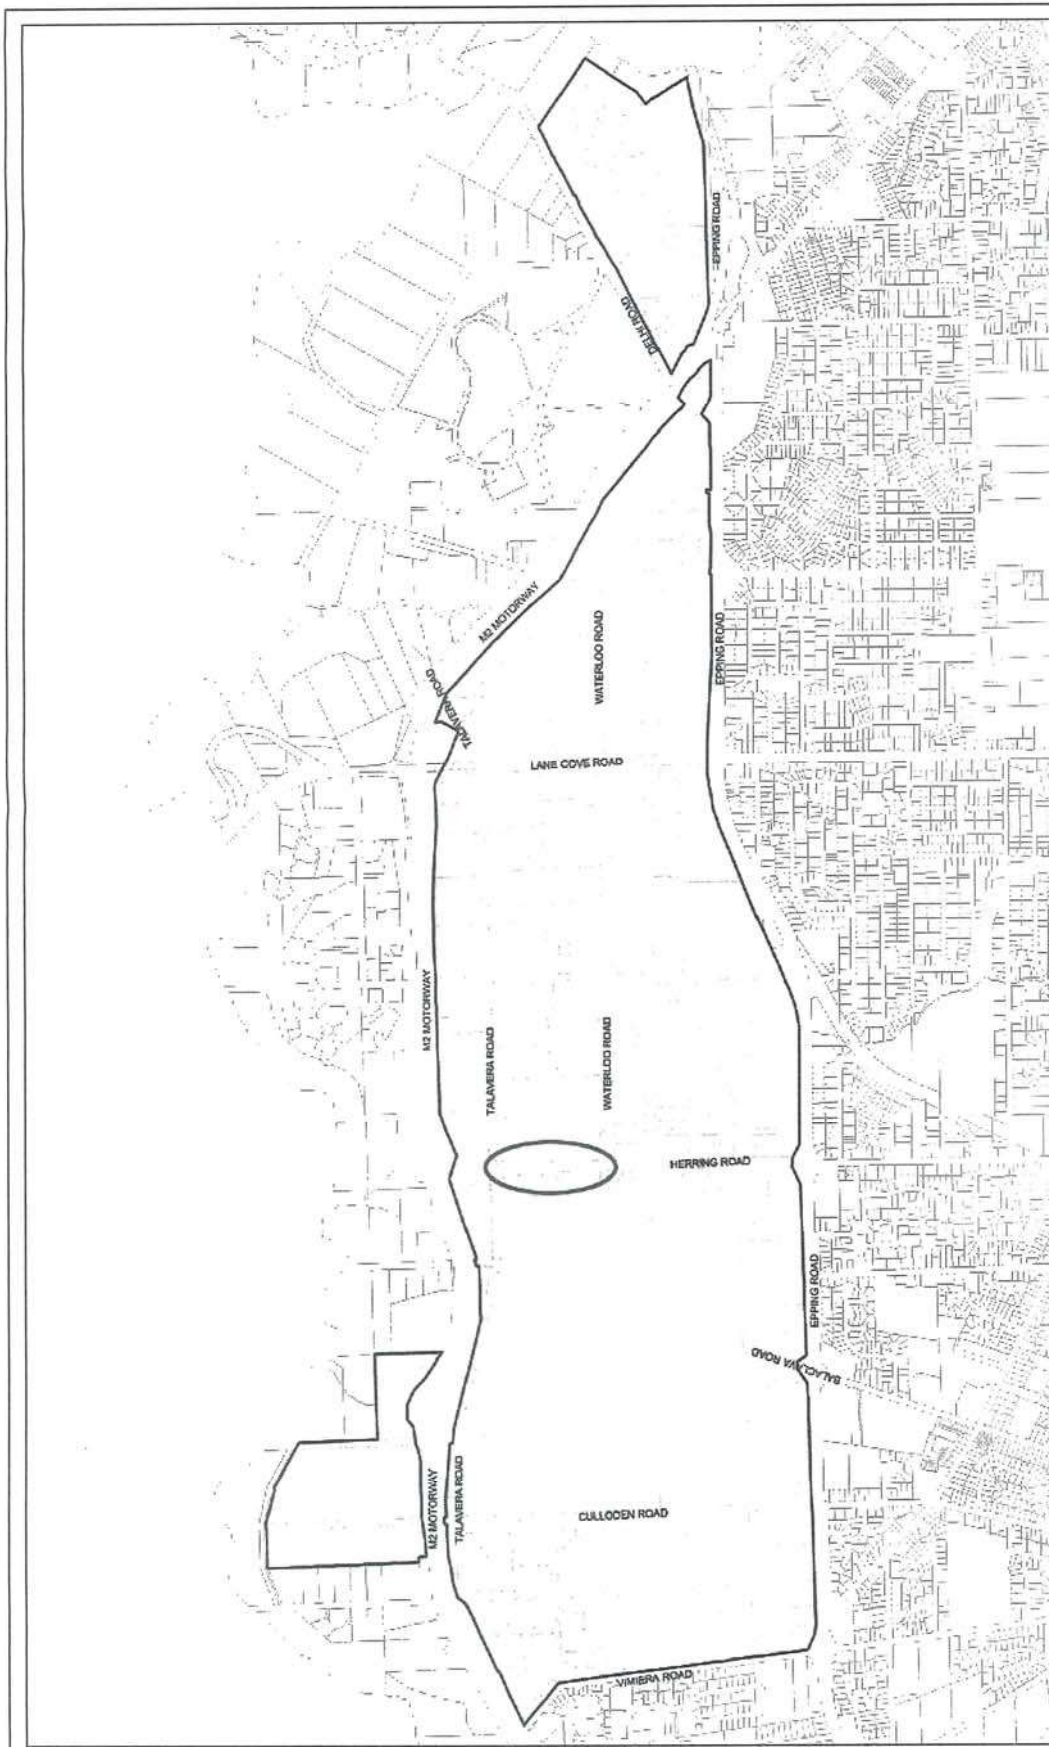 EPPING ROAD
DELHI ROAD
M2 MOTORWAY
WATERLOO ROAD
EPPING ROAD
TALAVERA ROAD
LANE COVE ROAD
M2 MOTORWAY
TALAVERA ROAD
WATERLOO ROAD
HERRING ROAD
EPPING ROAD
BALACLAVA ROAD
M2 MOTORWAY
TALAVERA ROAD
CULLODEN ROAD
VIMIERA ROAD